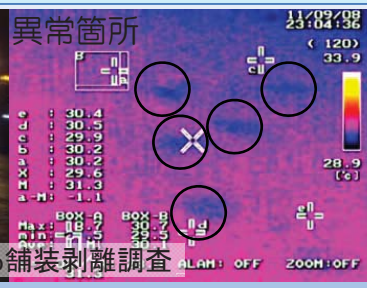 異常箇所
11/09/08
23:04:36
( 120)
33.9
B
A
c
e : 30.4
d : 30.5
c : 29.9
b : 30.2
a : 30.2
X : 29.6
M : 31.3
a-M: -1.1
28.9
[℃]
e
d
BOX-A BOX-B
Max: 30.7
min: 29.5
30.1
舗装剥離調査
ALAM: OFF ZOOM:OFF